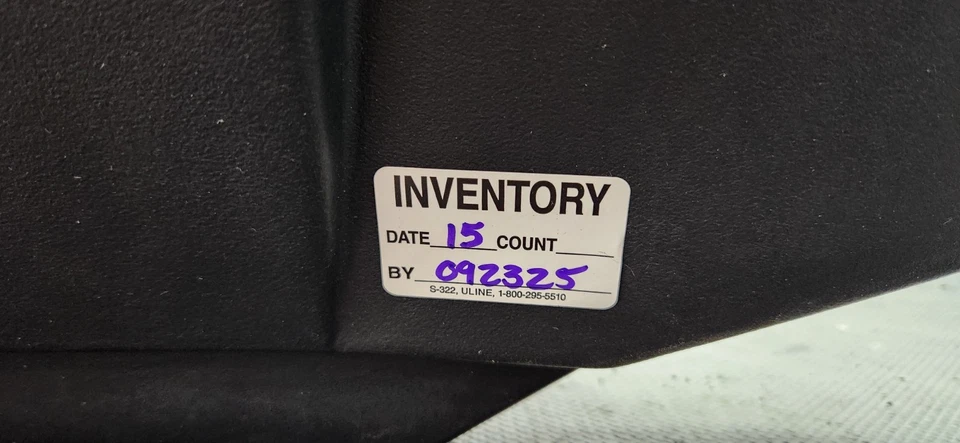 INVENTORY
DATE 15 COUNT
BY 092325
S-322, ULINE, 1-800-295-5510